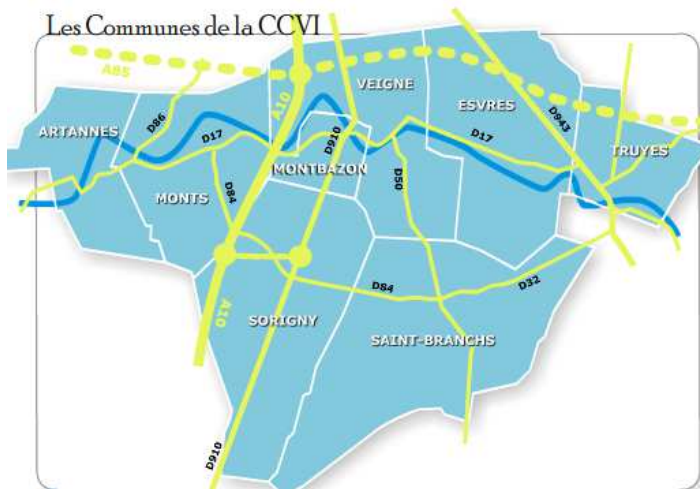 Les Communes de la CCVI
A85
A10
VEIGNE
ESVRES
D86
D17
D910
D17
D943
ARTANNES
TRUYES
MONTBAZON
MONTS
D84
D50
D84
D32
A10
SORIGNY
SAINT-BRANCHS
D910